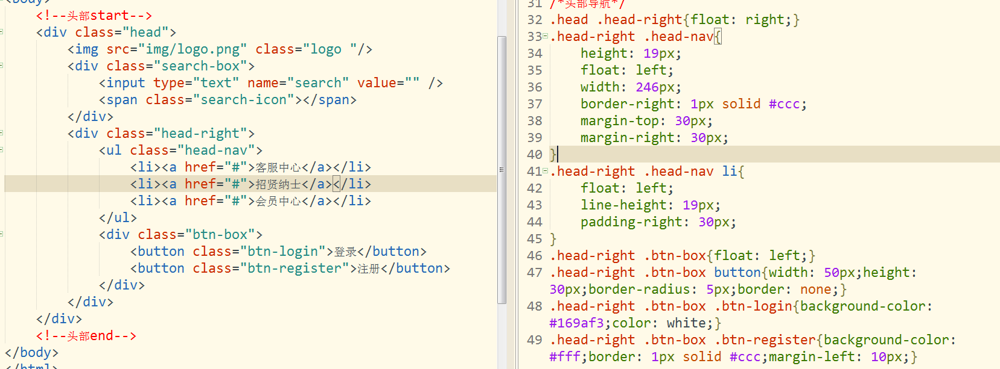 <body>
<!--头部start-->
<div class="head">
<img src="img/logo.png" class="logo "/>
<div class="search-box">
<input type="text" name="search" value="" />
<span class="search-icon"></span>
</div>
<div class="head-right">
<ul class="head-nav">
<li><a href="#">客服中心</a></li>
<li><a href="#">招贤纳士</a></li>
<li><a href="#">会员中心</a></li>
</ul>
<div class="btn-box">
<button class="btn-login">登录</button>
<button class="btn-register">注册</button>
</div>
</div>
</div>
<!--头部end-->
</body>
</html>
31 /*头部导航*/
32 .head .head-right{float: right;}
33 .head-right .head-nav{
34 height: 19px;
35 float: left;
36 width: 246px;
37 border-right: 1px solid #ccc;
38 margin-top: 30px;
39 margin-right: 30px;
40 }
41 .head-right .head-nav li{
42 float: left;
43 line-height: 19px;
44 padding-right: 30px;
45 }
46 .head-right .btn-box{float: left;}
47 .head-right .btn-box button{width: 50px;height:
30px;border-radius: 5px;border: none;}
48 .head-right .btn-box .btn-login{background-color:
#169af3;color: white;}
49 .head-right .btn-box .btn-register{background-color:
#fff;border: 1px solid #ccc;margin-left: 10px;}